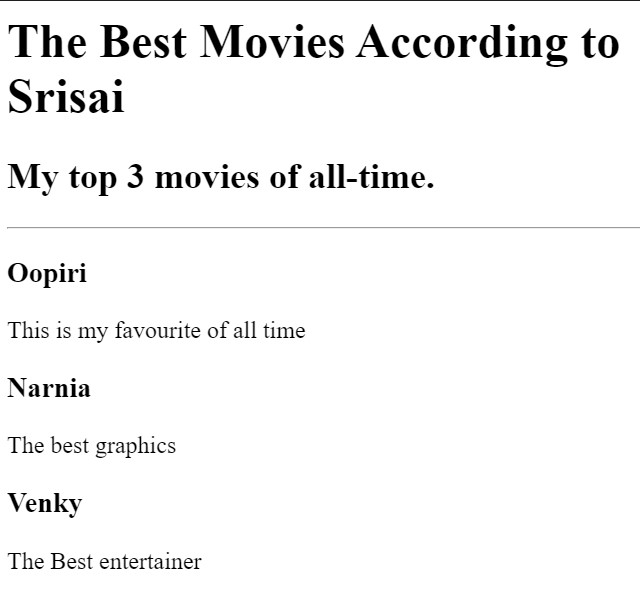 The Best Movies According to
Srisai
My top 3 movies of all-time.
Oopiri
This is my favourite of all time
Narnia
The best graphics
Venky
The Best entertainer